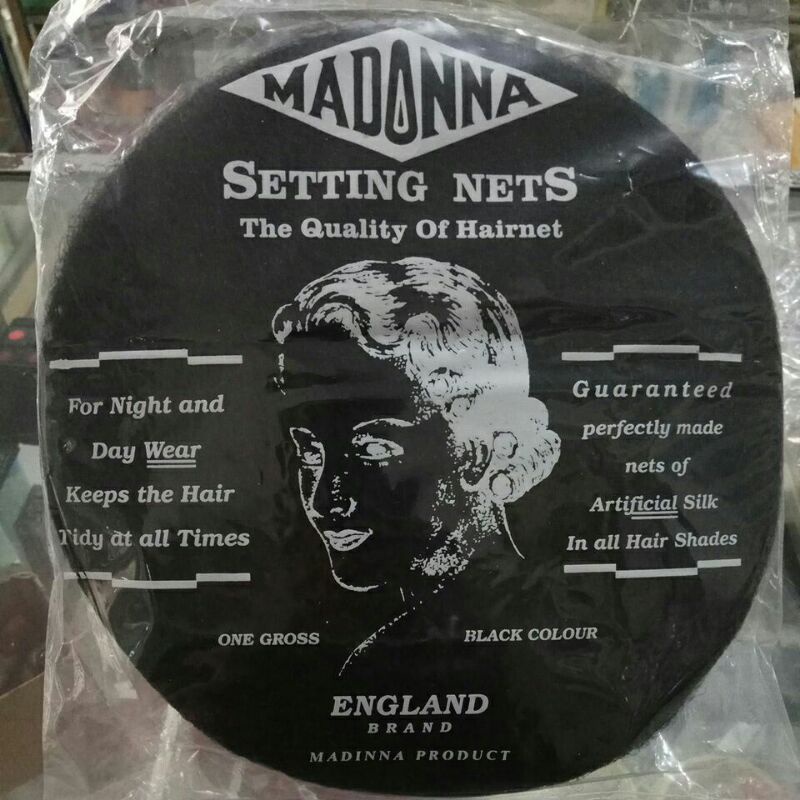 MADONNA
SETTING NETS
The Quality Of Hairnet
For Night and
Day Wear
Keeps the Hair
Tidy at all Times
Guaranteed
perfectly made
nets of
Artificial Silk
In all Hair Shades
ONE GROSS
BLACK COLOUR
ENGLAND
BRAND
MADINNA PRODUCT